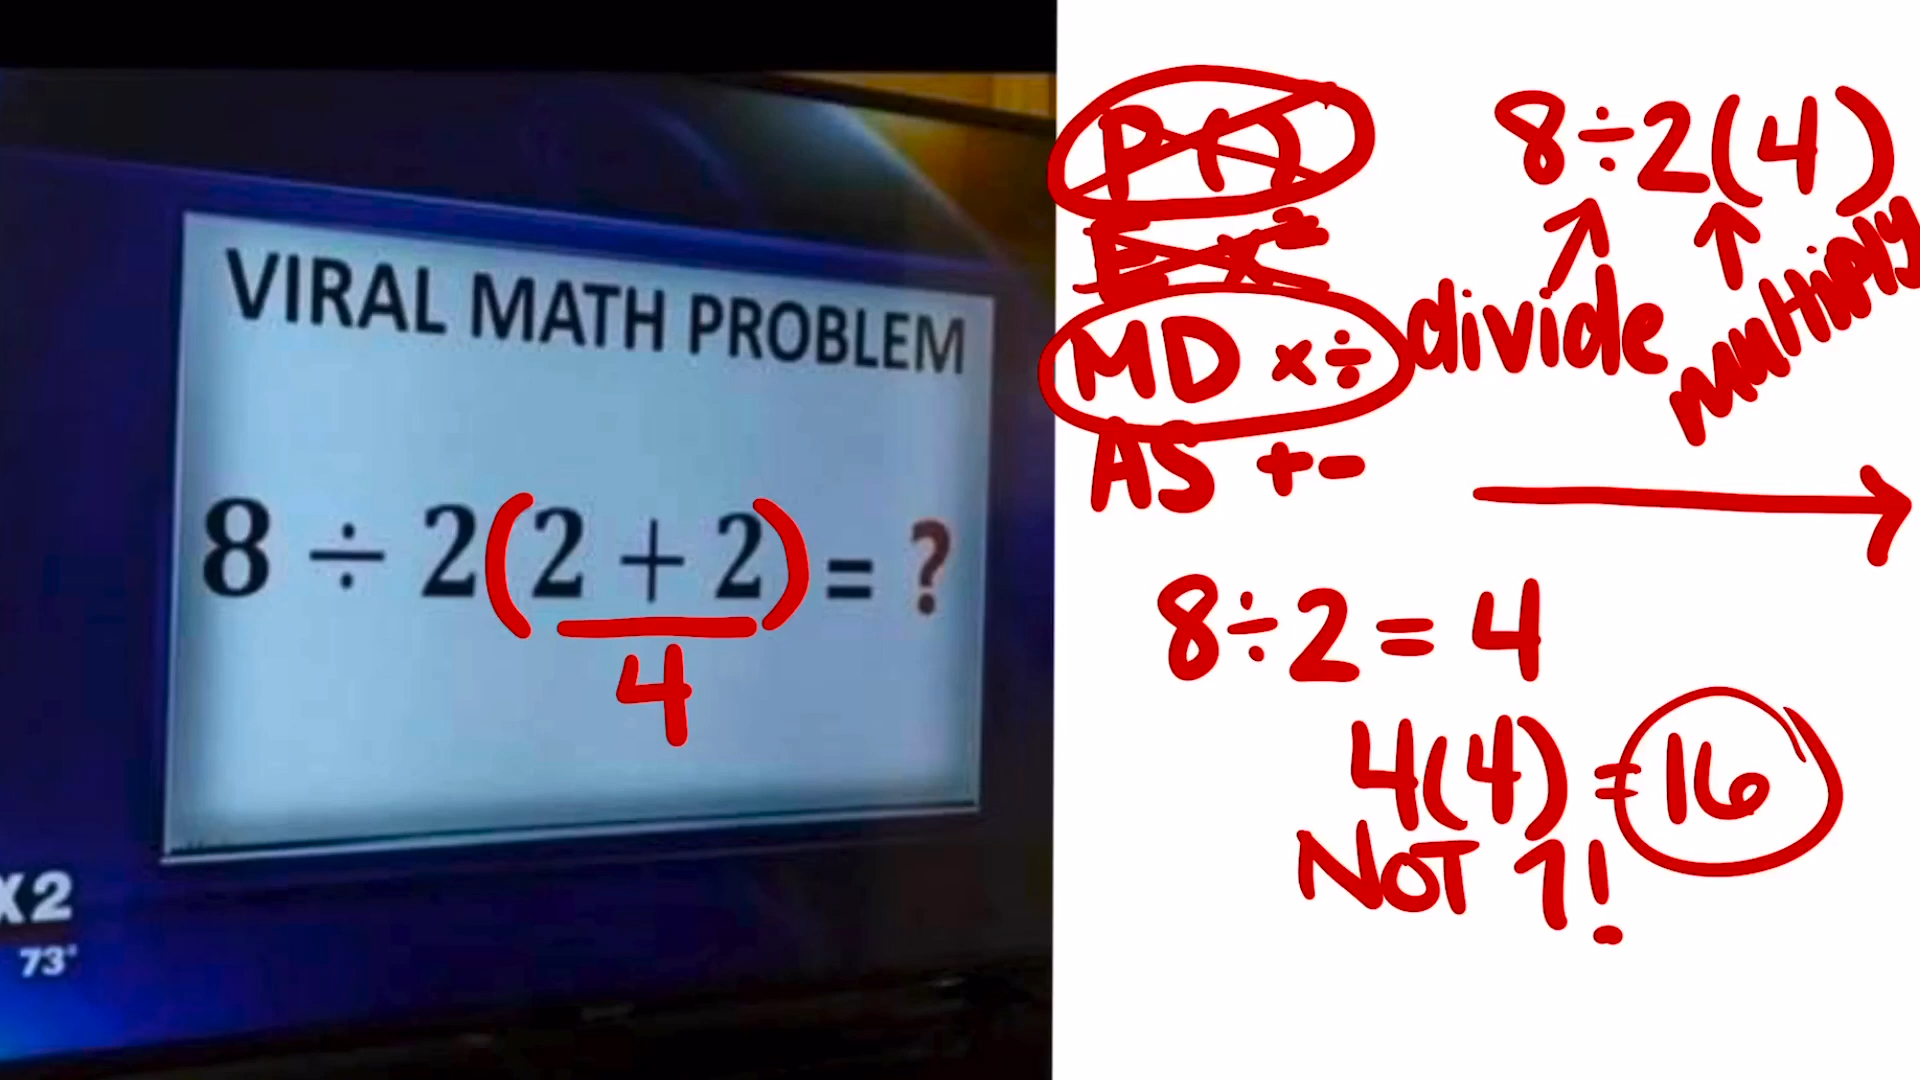 VIRAL MATH PROBLEM
8 ÷ 2(2 + 2) = ?
4
X2
73°
P ( )
E x²
MD x÷
AS +-
8÷2(4)
divide
multiply
8÷2=4
4(4) =16
NOT 1!